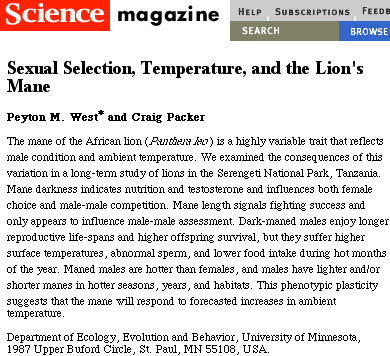 Science magazine
HELP SUBSCRIPTIONS FEEDB
SEARCH BROWSE
Sexual Selection, Temperature, and the Lion's
Mane
Peyton M. West* and Craig Packer
The mane of the African lion (Panthera leo) is a highly variable trait that reflects
male condition and ambient temperature. We examined the consequences of this
variation in a long-term study of lions in the Serengeti National Park, Tanzania.
Mane darkness indicates nutrition and testosterone and influences both female
choice and male-male competition. Mane length signals fighting success and
only appears to influence male-male assessment. Dark-maned males enjoy longer
reproductive life-spans and higher offspring survival, but they suffer higher
surface temperatures, abnormal sperm, and lower food intake during hot months
of the year. Maned males are hotter than females, and males have lighter and/or
shorter manes in hotter seasons, years, and habitats. This phenotypic plasticity
suggests that the mane will respond to forecasted increases in ambient
temperature.
Department of Ecology, Evolution and Behavior, University of Minnesota,
1987 Upper Buford Circle, St. Paul, MN 55108, USA.